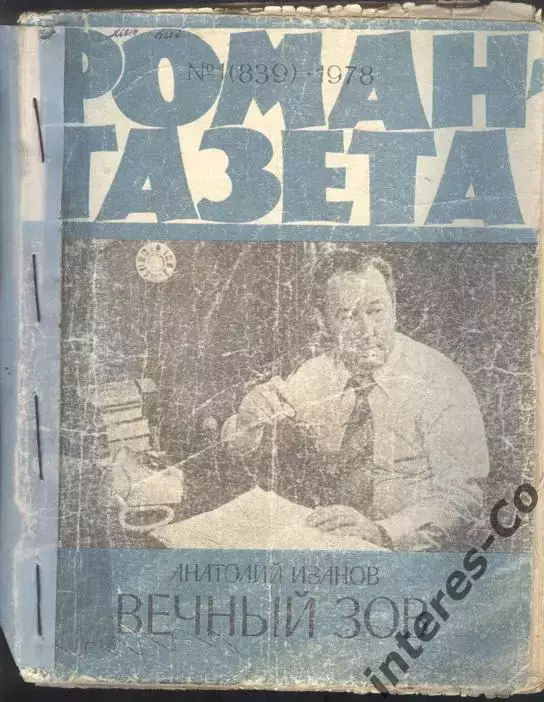 РОМАН-
№1(839)·1978
ГАЗЕТА
АНАТОЛИЙ ИВАНОВ
ВЕЧНЫЙ ЗОВ
interes-Co